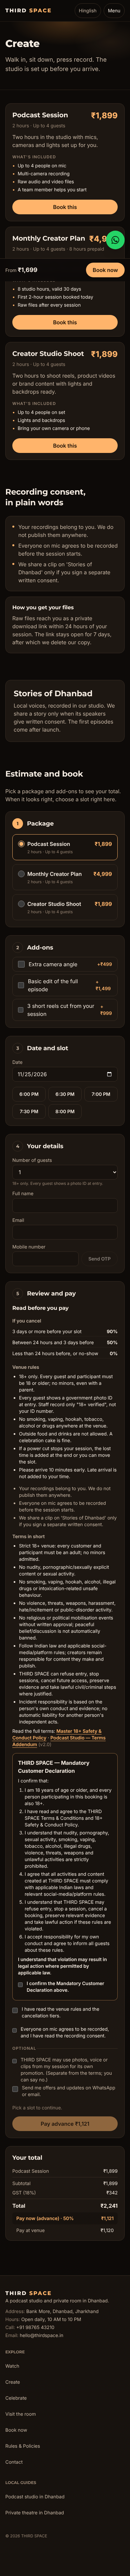 THIRD SPACE
Hinglish
Menu
Create
Walk in, sit down, press record. The
studio is set up before you arrive.
Podcast Session
₹1,899
2 hours · Up to 4 guests
Two hours in the studio with mics,
cameras and lights set for you.
WHAT'S INCLUDED
Up to 4 people on mic
Multi-camera recording
Raw audio and video files
A team member helps you start
Book this
Monthly Creator Plan
2 hours · Up to 4 guests · 8 hours prepaid
From ₹1,699
Book now
8 studio hours, valid 30 days
First 2-hour session booked today
Raw files after every session
Book this
Creator Studio Shoot
₹1,899
2 hours · Up to 4 guests
Two hours to shoot reels, product videos
or brand content with lights and
backdrops ready.
WHAT'S INCLUDED
Up to 4 people on set
Lights and backdrops
Bring your own camera or phone
Book this
Recording consent,
in plain words
Your recordings belong to you. We do
not publish them anywhere.
Everyone on mic agrees to be recorded
before the session starts.
We share a clip on 'Stories of
Dhanbad' only if you sign a separate
written consent.
How you get your files
Raw files reach you as a private
download link within 24 hours of your
session. The link stays open for 7 days,
after which we delete our copy.
Stories of Dhanbad
Local voices, recorded in our studio. We
share a story only when its speakers
give signed consent. The first episodes
come after launch.
Estimate and book
Pick a package and add-ons to see your total.
When it looks right, choose a slot right here.
1 Package
Podcast Session
₹1,899
2 hours · Up to 4 guests
Monthly Creator Plan
₹4,999
2 hours · Up to 4 guests
Creator Studio Shoot
₹1,899
2 hours · Up to 4 guests
2 Add-ons
Extra camera angle
+₹499
Basic edit of the full
episode
+
₹1,499
3 short reels cut from your
session
+
₹999
3 Date and slot
Date
11/25/2026
6:00 PM
6:30 PM
7:00 PM
7:30 PM
8:00 PM
4 Your details
Number of guests
1
18+ only. Every guest shows a photo ID at entry.
Full name
Email
Mobile number
Send OTP
5 Review and pay
Read before you pay
If you cancel
3 days or more before your slot
90%
Between 24 hours and 3 days before
50%
Less than 24 hours before, or no-show
0%
Venue rules
18+ only. Every guest and participant
must be 18 or older; no minors, even with a
parent.
Every guest shows a government photo ID
at entry. Staff record only "18+ verified", not
your ID number.
No smoking, vaping, hookah, tobacco,
alcohol or drugs anywhere at the venue.
Outside food and drinks are not allowed. A
celebration cake is fine.
If a power cut stops your session, the lost
time is added at the end or you can move
the slot.
Please arrive 10 minutes early. Late arrival is
not added to your time.
Your recordings belong to you. We do not
publish them anywhere.
Everyone on mic agrees to be recorded
before the session starts.
We share a clip on 'Stories of Dhanbad' only
if you sign a separate written consent.
Terms in short
Strict 18+ venue: every customer and
participant must be an adult; no minors
admitted.
No nudity, pornographic/sexually explicit
content or sexual activity.
No smoking, vaping, hookah, alcohol, illegal
drugs or intoxication-related unsafe
behaviour.
No violence, threats, weapons, harassment,
hate/incitement or public-disorder activity.
No religious or political offence content; no
unlawful political/religious
wording/symbols/performances
beforehand/automatically deemed
allowed.
Follow Indian law and relevant social-
media/platform rules; creators remain
responsible for what they
record/publish.
THIRD SPACE can refuse entry, stop
sessions, cancel future access, preserve
evidence and report suspected offences
where the law permits.
Incident responsibility is decided on the
person's own conduct and evidence; no
automatic liability for another person's
independent acts.
Read the full terms: Master 18+ Safety &
Conduct Policy · Podcast Studio — Terms
Addendum (v2.0)
THIRD SPACE — Mandatory
Customer Declaration
I confirm that:
1. I am 18 years of age or older, and every
person participating in this booking is
also 18+.
2. I have read and agree to the THIRD
SPACE Terms & Conditions and 18+
Safety & Conduct Policy.
3. I understand that nudity, pornography,
sexual activity, smoking, vaping,
tobacco, alcohol, illegal drugs,
violence, threats, weapons and
unlawful activities are strictly
prohibited.
4. I agree that all activities and content
created at THIRD SPACE must comply
with applicable Indian laws and
relevant social-media/platform rules.
5. I understand that THIRD SPACE may
refuse entry, stop a session, cancel a
booking, preserve relevant evidence
and take lawful action if these rules are
violated.
6. I accept responsibility for my own
conduct and agree to inform all guests
about these rules.
I understand that violation may result in
legal action where permitted by
applicable law.
I confirm the Mandatory Customer
Declaration above.
I have read the venue rules and the
cancellation tiers.
Everyone on mic agrees to be recorded,
and I have read the recording consent.
OPTIONAL
THIRD SPACE may use photos, voice or
clips from my session for its own
promotion. (Separate from the terms, you
can say no.)
Send me offers and updates on WhatsApp
or email.
Pick a slot to continue.
Pay advance ₹1,121
Your total
Podcast Session
₹1,899
Subtotal
₹1,899
GST (18%)
₹342
Total
₹2,241
Pay now (advance) · 50%
₹1,121
Pay at venue
₹1,120
THIRD SPACE
A podcast studio and private room in Dhanbad.
Address: Bank More, Dhanbad, Jharkhand
Hours: Open daily, 10 AM to 10 PM
Call: +91 98765 43210
Email: hello@thirdspace.in
EXPLORE
Watch
Create
Celebrate
Visit the room
Book now
Rules & Policies
Contact
LOCAL GUIDES
Podcast studio in Dhanbad
Private theatre in Dhanbad
© 2026 THIRD SPACE